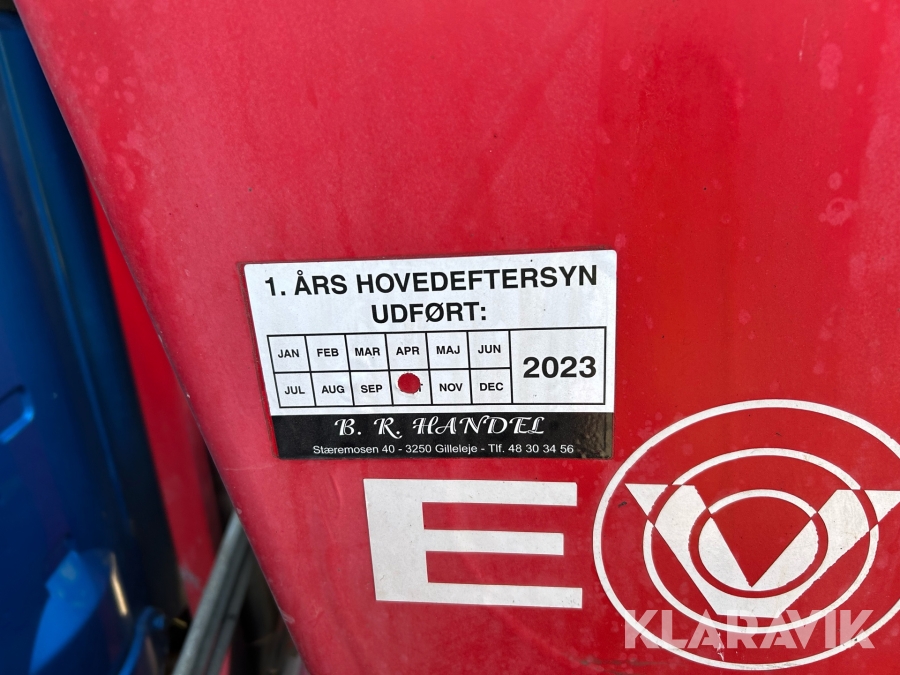 1. ÅRS HOVEDEFTERSYN
UDFØRT:
JAN FEB MAR APR MAJ JUN
JUL AUG SEP NOV DEC
2023
B. R. HANDEL
Stæremosen 40 - 3250 Gilleleje - Tlf. 48 30 34 56
E
KLARAVIK